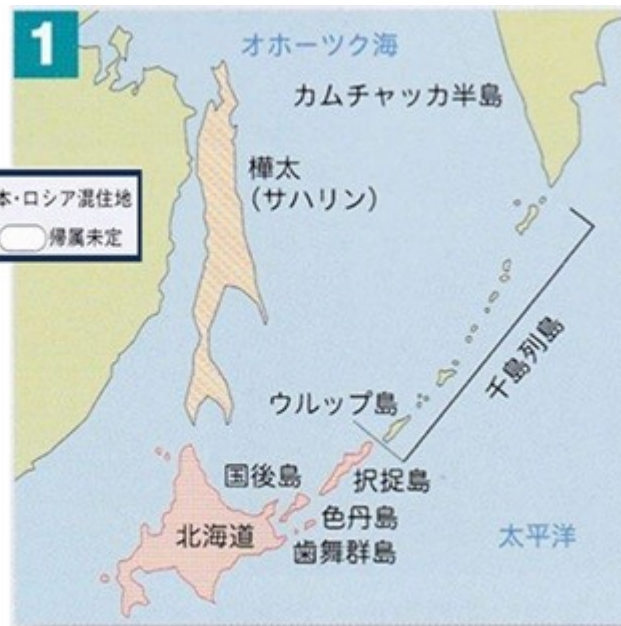 1
オホーツク海
カムチャッカ半島
樺太
(サハリン)
本・ロシア混住地
帰属未定
千島列島
ウルップ島
国後島
択捉島
色丹島
北海道
歯舞群島
太平洋